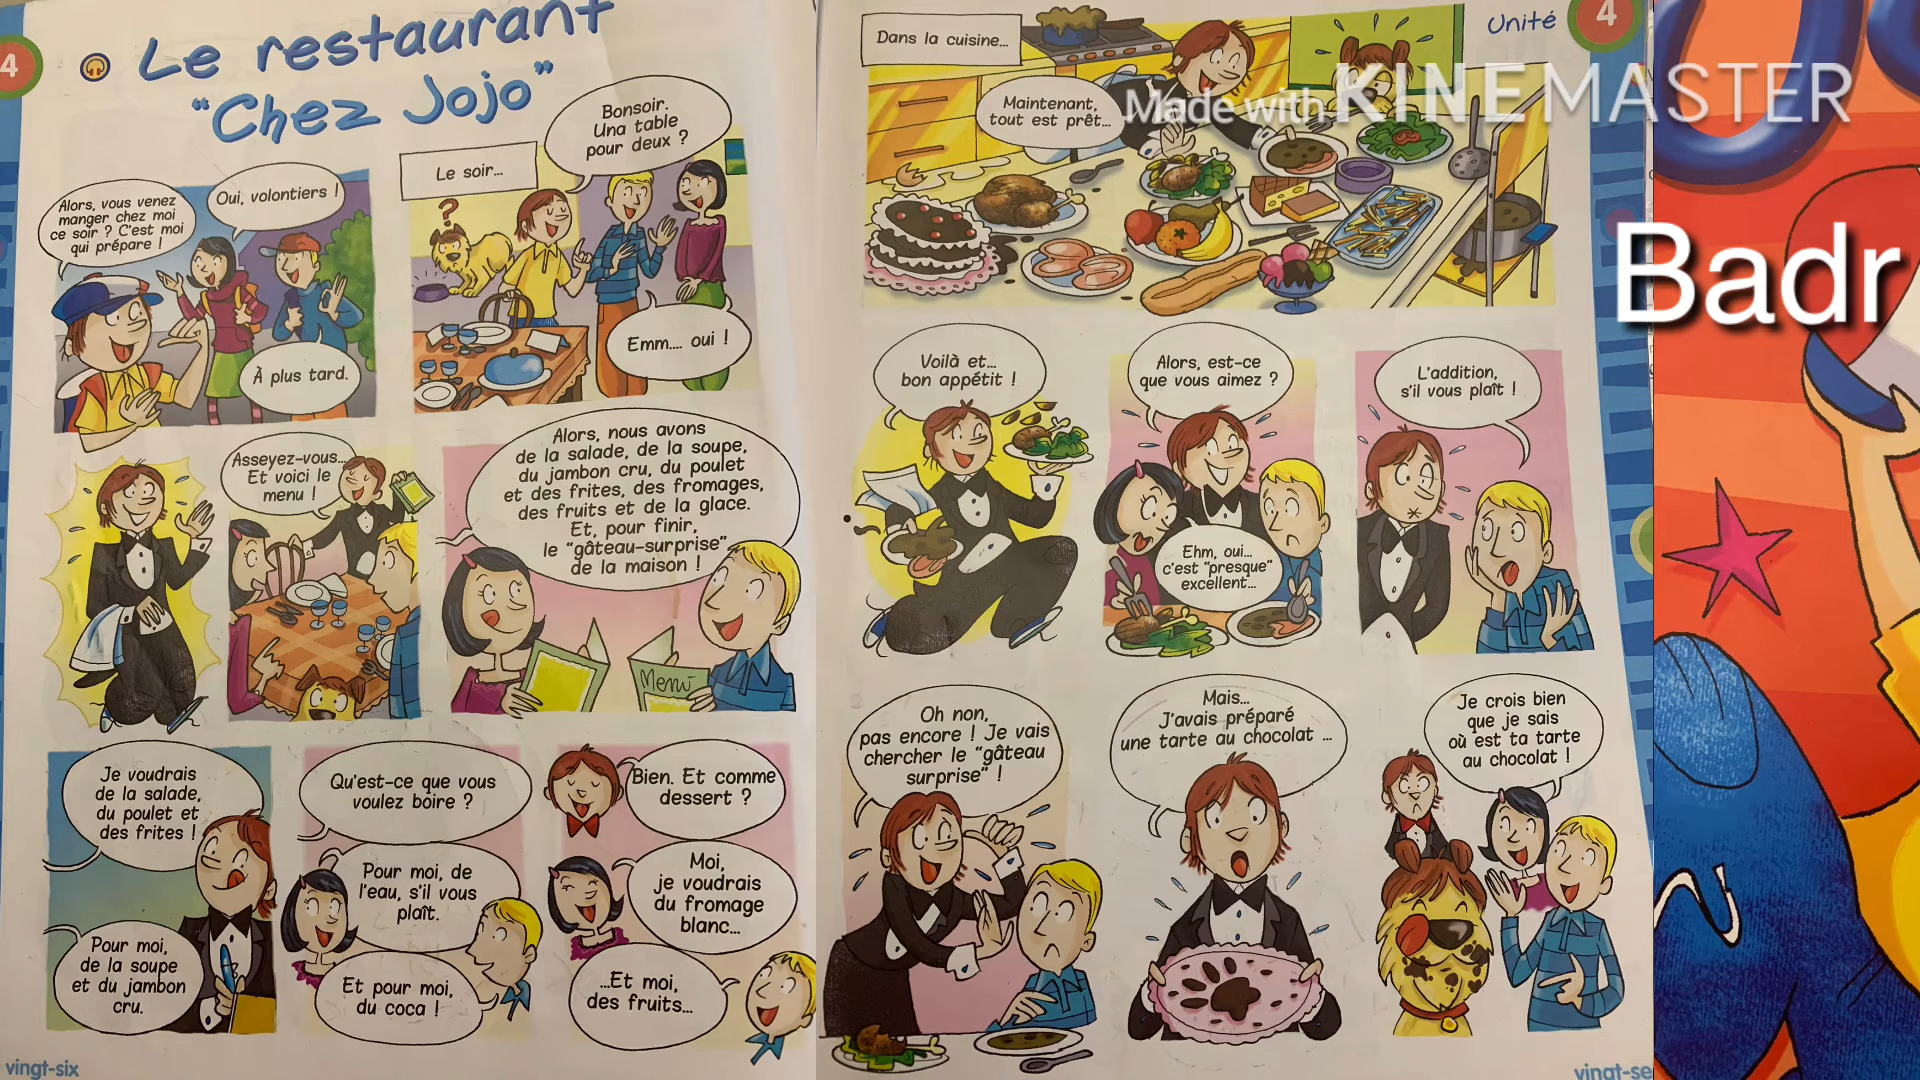 4
Le restaurant
"Chez Jojo"
Alors, vous venez
manger chez moi
ce soir ? C'est moi
qui prépare !
Oui, volontiers !
À plus tard.
Le soir...
Bonsoir.
Una table
pour deux ?
Emm.... oui !
Asseyez-vous...
Et voici le
menu !
Alors, nous avons
de la salade, de la soupe,
du jambon cru, du poulet
et des frites, des fromages,
des fruits et de la glace.
Et, pour finir,
le "gâteau-surprise"
de la maison !
Menu
Je voudrais
de la salade,
du poulet et
des frites !
Pour moi,
de la soupe
et du jambon
cru.
Qu'est-ce que vous
voulez boire ?
Pour moi, de
l'eau, s'il vous
plaît.
Et pour moi,
du coca !
Bien. Et comme
dessert ?
Moi,
je voudrais
du fromage
blanc...
...Et moi,
des fruits...
vingt-six
Unité
4
Dans la cuisine...
Maintenant,
tout est prêt...
Made with KINEMASTER
Badr
Voilà et...
bon appétit !
Alors, est-ce
que vous aimez ?
Ehm, oui...
c'est "presque"
excellent...
L'addition,
s'il vous plaît !
Oh non,
pas encore ! Je vais
chercher le "gâteau
surprise" !
Mais...
J'avais préparé
une tarte au chocolat ...
Je crois bien
que je sais
où est ta tarte
au chocolat !
vingt-se